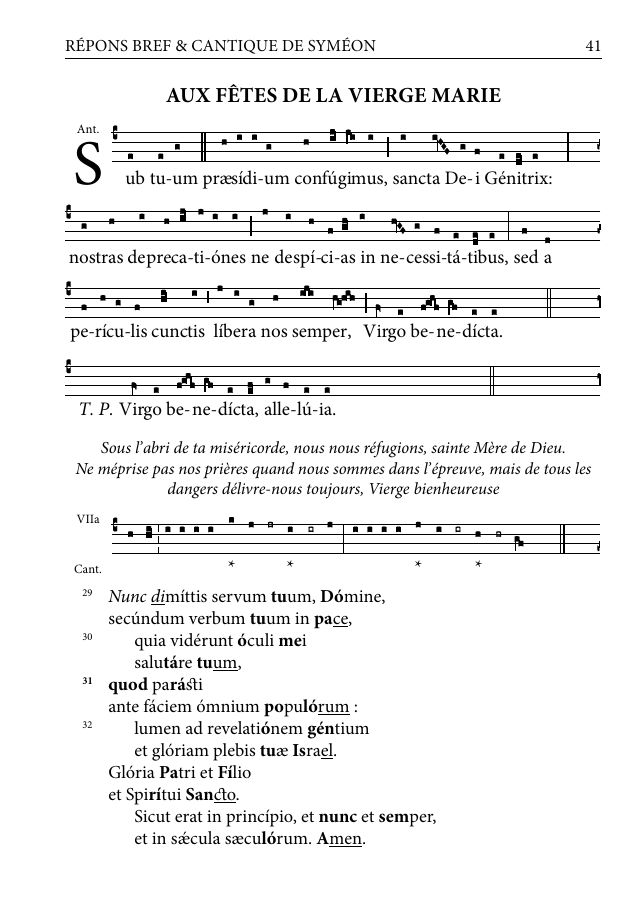 RÉPONS BREF & CANTIQUE DE SYMÉON 41
AUX FÊTES DE LA VIERGE MARIE
Ant.
Sub tu-um præsídi-um confúgimus, sancta De-i Génitrix:
nostras depreca-ti-ónes ne despí-ci-as in ne-cessi-tá-tibus, sed a
pe-rícu-lis cunctis líbera nos semper, Virgo be-ne-dícta.
T. P. Virgo be-ne-dícta, alle-lú-ia.
Sous l'abri de ta miséricorde, nous nous réfugions, sainte Mère de Dieu.
Ne méprise pas nos prières quand nous sommes dans l'épreuve, mais de tous les
dangers délivre-nous toujours, Vierge bienheureuse
VIIa
* * * *
Cant.
29 Nunc dimíttis servum tuum, Dómine,
secúndum verbum tuum in pace,
30 quia vidérunt óculi mei
salutáre tuum,
31 quod parásti
ante fáciem ómnium populórum :
32 lumen ad revelatiónem géntium
et glóriam plebis tuæ Israel.
Glória Patri et Fílio
et Spirítui Sancto.
Sicut erat in princípio, et nunc et semper,
et in sǽcula sæculórum. Amen.